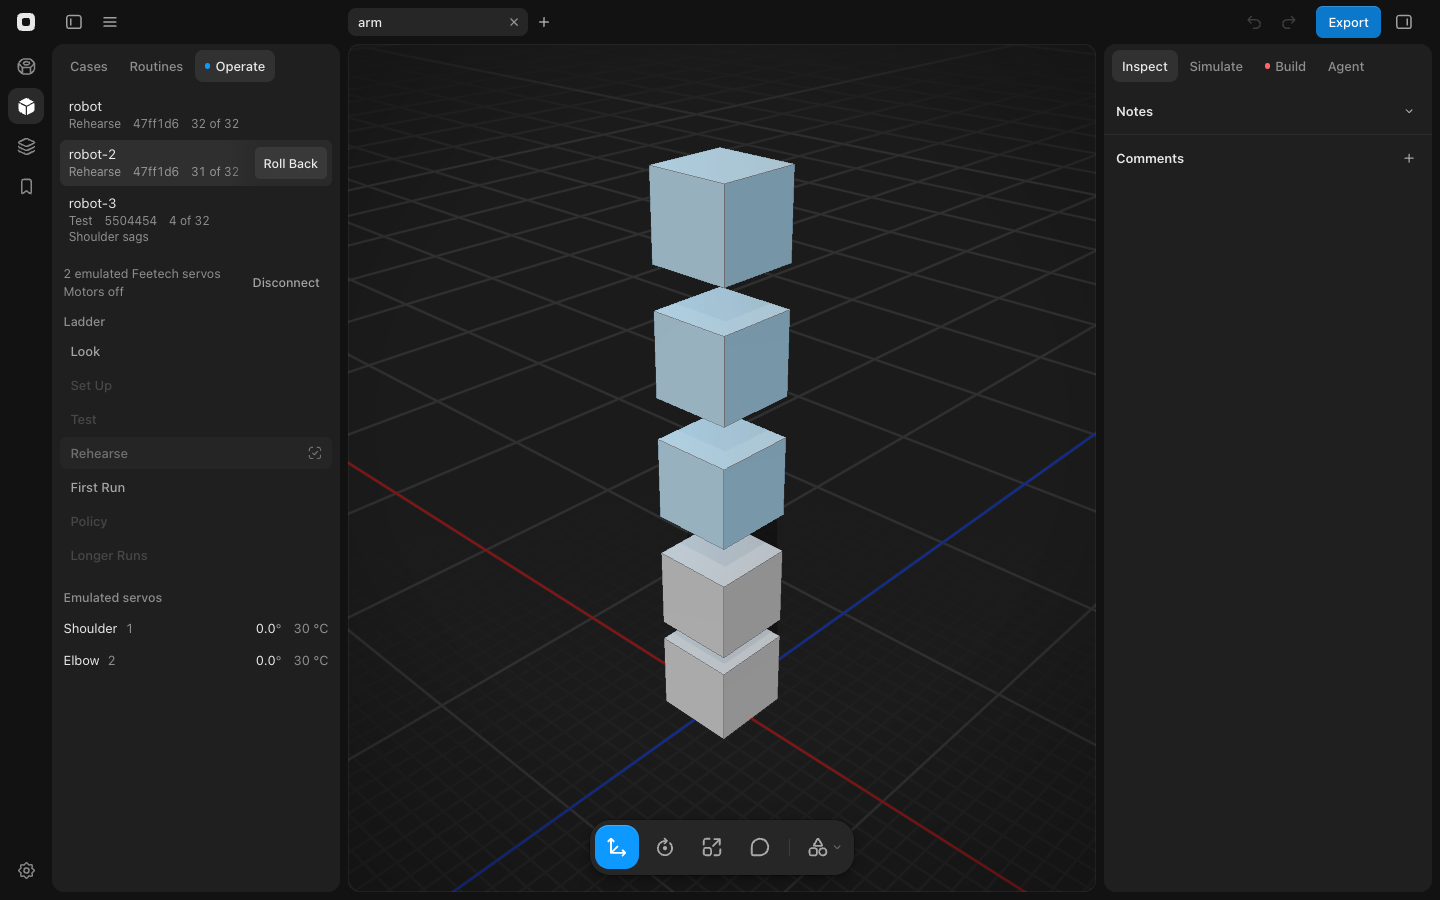 arm
Export
Cases Routines Operate
robot
Rehearse 47ff1d6 32 of 32
robot-2
Rehearse 47ff1d6 31 of 32
Roll Back
robot-3
Test 5504454 4 of 32
Shoulder sags
2 emulated Feetech servos
Motors off
Disconnect
Ladder
Look
Set Up
Test
Rehearse
First Run
Policy
Longer Runs
Emulated servos
Shoulder 1 0.0° 30 °C
Elbow 2 0.0° 30 °C
Inspect Simulate Build Agent
Notes
Comments